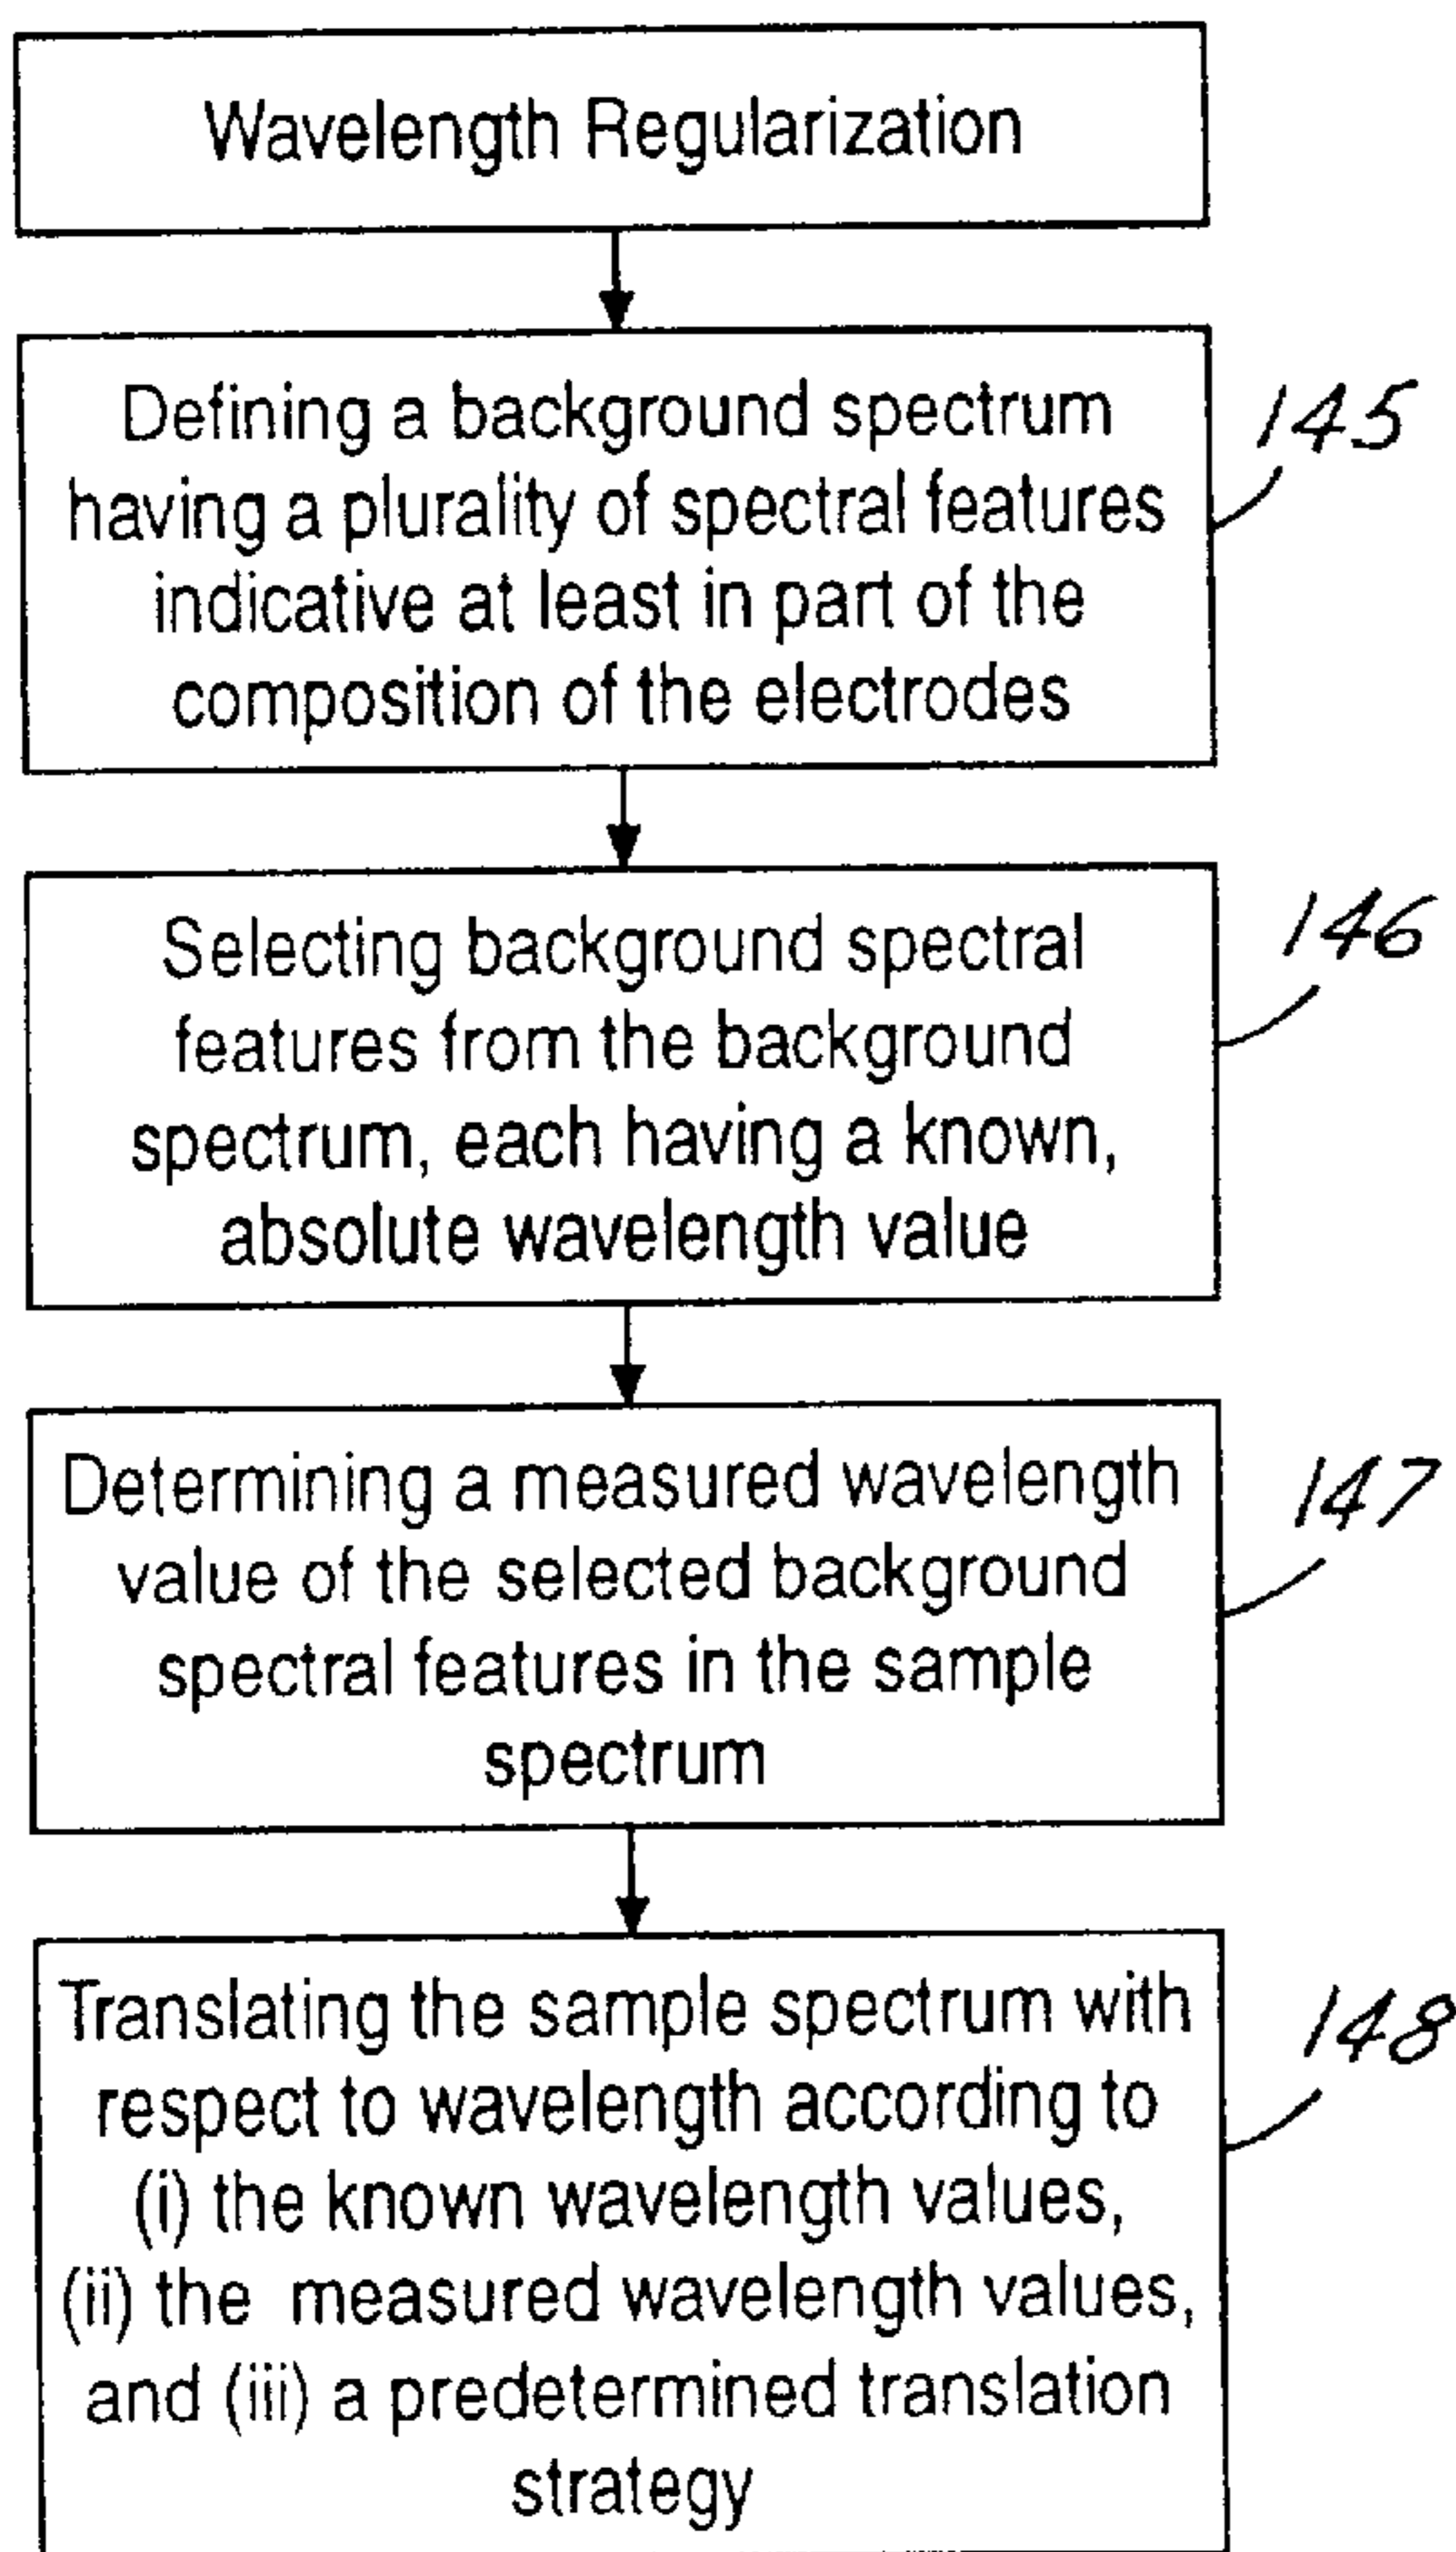 Wavelength Regularization
Defining a background spectrum
having a plurality of spectral features
indicative at least in part of the
composition of the electrodes
145
Selecting background spectral
features from the background
spectrum, each having a known,
absolute wavelength value
146
Determining a measured wavelength
value of the selected background
spectral features in the sample
spectrum
147
Translating the sample spectrum with
respect to wavelength according to
(i) the known wavelength values,
(ii) the measured wavelength values,
and (iii) a predetermined translation
strategy
148